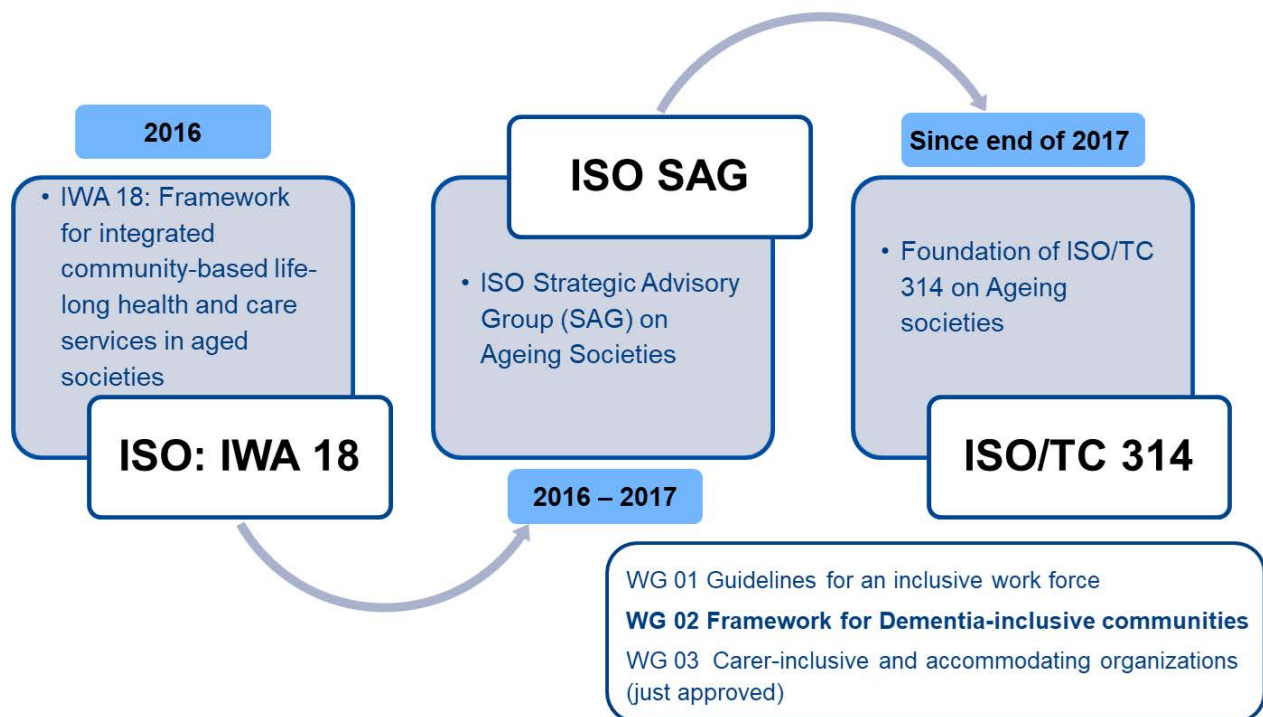 2016
• IWA 18: Framework
for integrated
community-based life-
long health and care
services in aged
societies
ISO: IWA 18
ISO SAG
• ISO Strategic Advisory
Group (SAG) on
Ageing Societies
2016 – 2017
Since end of 2017
• Foundation of ISO/TC
314 on Ageing
societies
ISO/TC 314
WG 01 Guidelines for an inclusive work force
WG 02 Framework for Dementia-inclusive communities
WG 03 Carer-inclusive and accommodating organizations
(just approved)